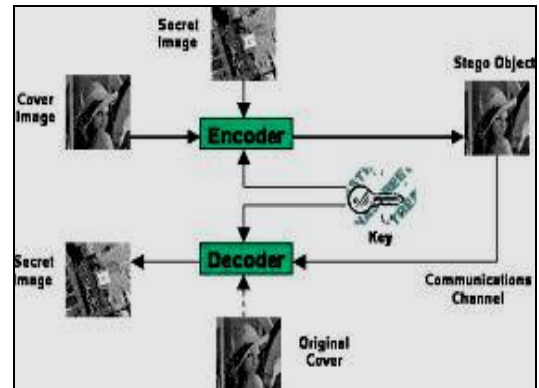 Secret
Image
Stego Object
Cover
Image
Encoder
Key
Decoder
Secret
Image
Communications
Channel
Original
Cover